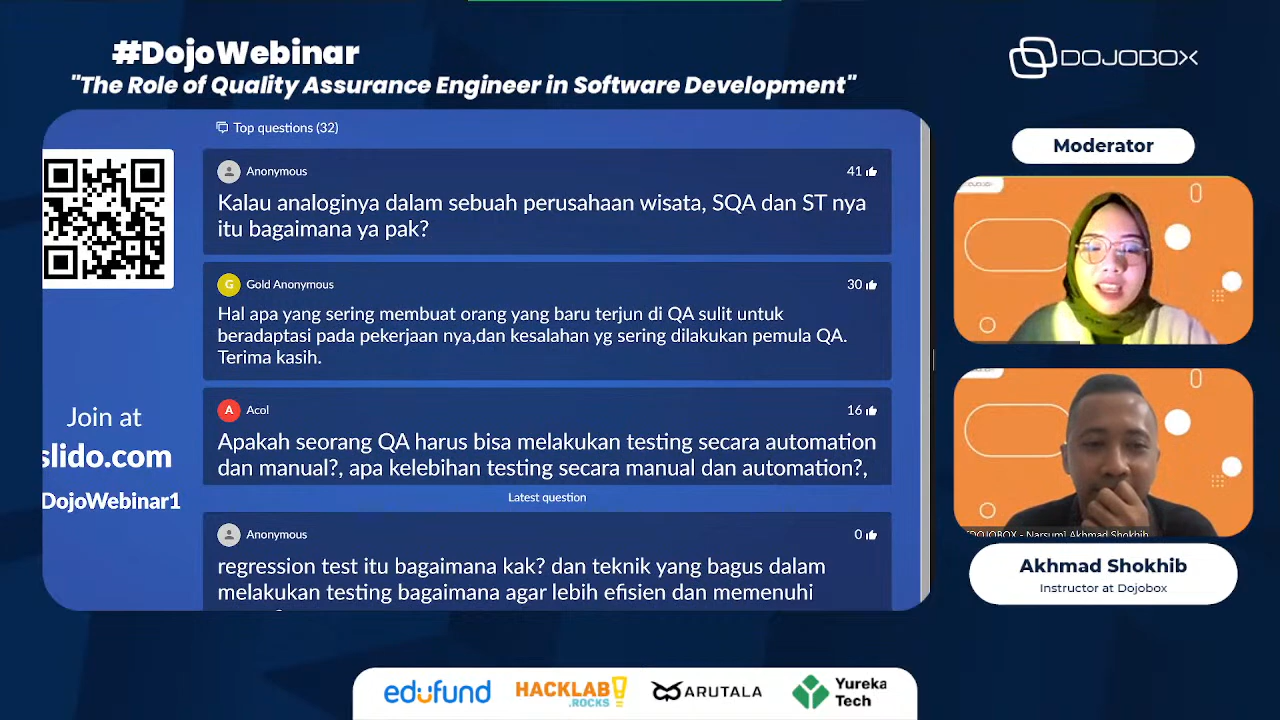 #DojoWebinar
"The Role of Quality Assurance Engineer in Software Development"
DOJOBOX
Top questions (32)
Anonymous
41
Kalau analoginya dalam sebuah perusahaan wisata, SQA dan ST nya
itu bagaimana ya pak?
G
Gold Anonymous
30
Hal apa yang sering membuat orang yang baru terjun di QA sulit untuk
beradaptasi pada pekerjaan nya,dan kesalahan yg sering dilakukan pemula QA.
Terima kasih.
A
Acol
16
Apakah seorang QA harus bisa melakukan testing secara automation
dan manual?, apa kelebihan testing secara manual dan automation?,
Latest question
Anonymous
0
regression test itu bagaimana kak? dan teknik yang bagus dalam
melakukan testing bagaimana agar lebih efisien dan memenuhi
Join at
slido.com
DojoWebinar1
Moderator
[DOJOBOX - Narsum] Akhmad Shokhib
Akhmad Shokhib
Instructor at Dojobox
edufund
HACKLAB!
.ROCKS
ARUTALA
Yureka
Tech